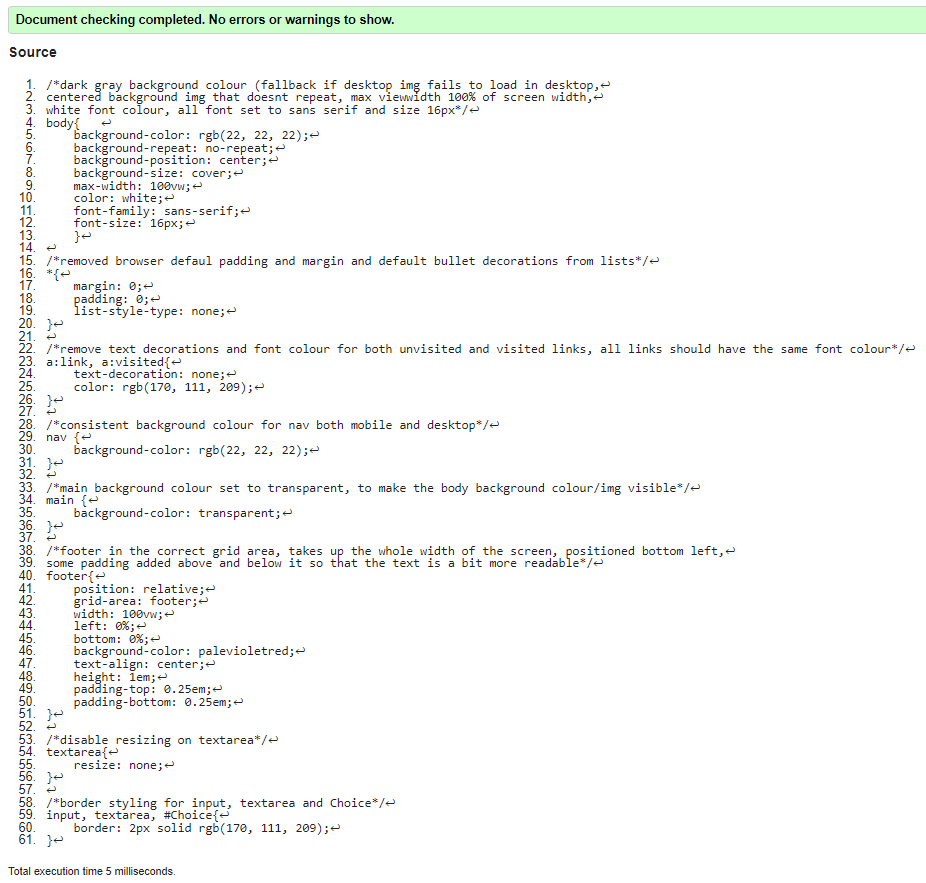 Document checking completed. No errors or warnings to show.
Source
1. /*dark gray background colour (fallback if desktop img fails to load in desktop,↩
2. centered background img that doesnt repeat, max viewwidth 100% of screen width,↩
3. white font colour, all font set to sans serif and size 16px*/↩
4. body{ ↩
5. background-color: rgb(22, 22, 22);↩
6. background-repeat: no-repeat;↩
7. background-position: center;↩
8. background-size: cover;↩
9. max-width: 100vw;↩
10. color: white;↩
11. font-family: sans-serif;↩
12. font-size: 16px;↩
13. }↩
14. ↩
15. /*removed browser defaul padding and margin and default bullet decorations from lists*/↩
16. *{↩
17. margin: 0;↩
18. padding: 0;↩
19. list-style-type: none;↩
20. }↩
21. ↩
22. /*remove text decorations and font colour for both unvisited and visited links, all links should have the same font colour*/↩
23. a:link, a:visited{↩
24. text-decoration: none;↩
25. color: rgb(170, 111, 209);↩
26. }↩
27. ↩
28. /*consistent background colour for nav both mobile and desktop*/↩
29. nav {↩
30. background-color: rgb(22, 22, 22);↩
31. }↩
32. ↩
33. /*main background colour set to transparent, to make the body background colour/img visible*/↩
34. main {↩
35. background-color: transparent;↩
36. }↩
37. ↩
38. /*footer in the correct grid area, takes up the whole width of the screen, positioned bottom left,↩
39. some padding added above and below it so that the text is a bit more readable*/↩
40. footer{↩
41. position: relative;↩
42. grid-area: footer;↩
43. width: 100vw;↩
44. left: 0%;↩
45. bottom: 0%;↩
46. background-color: palevioletred;↩
47. text-align: center;↩
48. height: 1em;↩
49. padding-top: 0.25em;↩
50. padding-bottom: 0.25em;↩
51. }↩
52. ↩
53. /*disable resizing on textarea*/↩
54. textarea{↩
55. resize: none;↩
56. }↩
57. ↩
58. /*border styling for input, textarea and Choice*/↩
59. input, textarea, #Choice{↩
60. border: 2px solid rgb(170, 111, 209);↩
61. }↩
Total execution time 5 milliseconds.